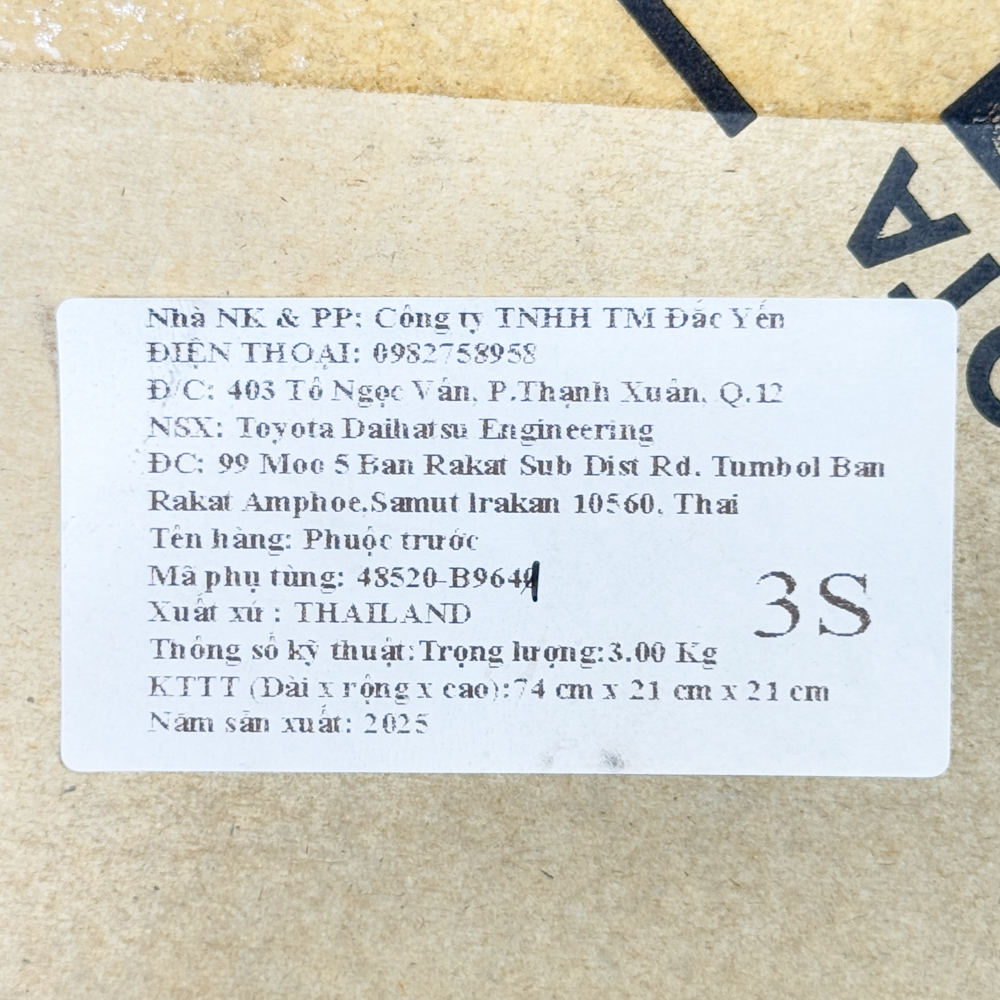 Nhà NK & PP: Công ty TNHH TM Đắc Yến
ĐIỆN THOẠI: 0982758958
Đ/C: 403 Tô Ngọc Vân, P.Thạnh Xuân, Q.12
NSX: Toyota Daihatsu Engineering
ĐC: 99 Moo 5 Ban Rakat Sub Dist Rd. Tumbol Ban
Rakat Amphoe.Samut Irakan 10560, Thai
Tên hàng: Phuộc trước
Mã phụ tùng:
Xuất xứ : THAILAND
3S
Thông số kỹ thuật:Trọng lượng:3.00 Kg
KTTT (Dài x rộng x cao):74 cm x 21 cm x 21 cm
Năm sản xuất: 2025